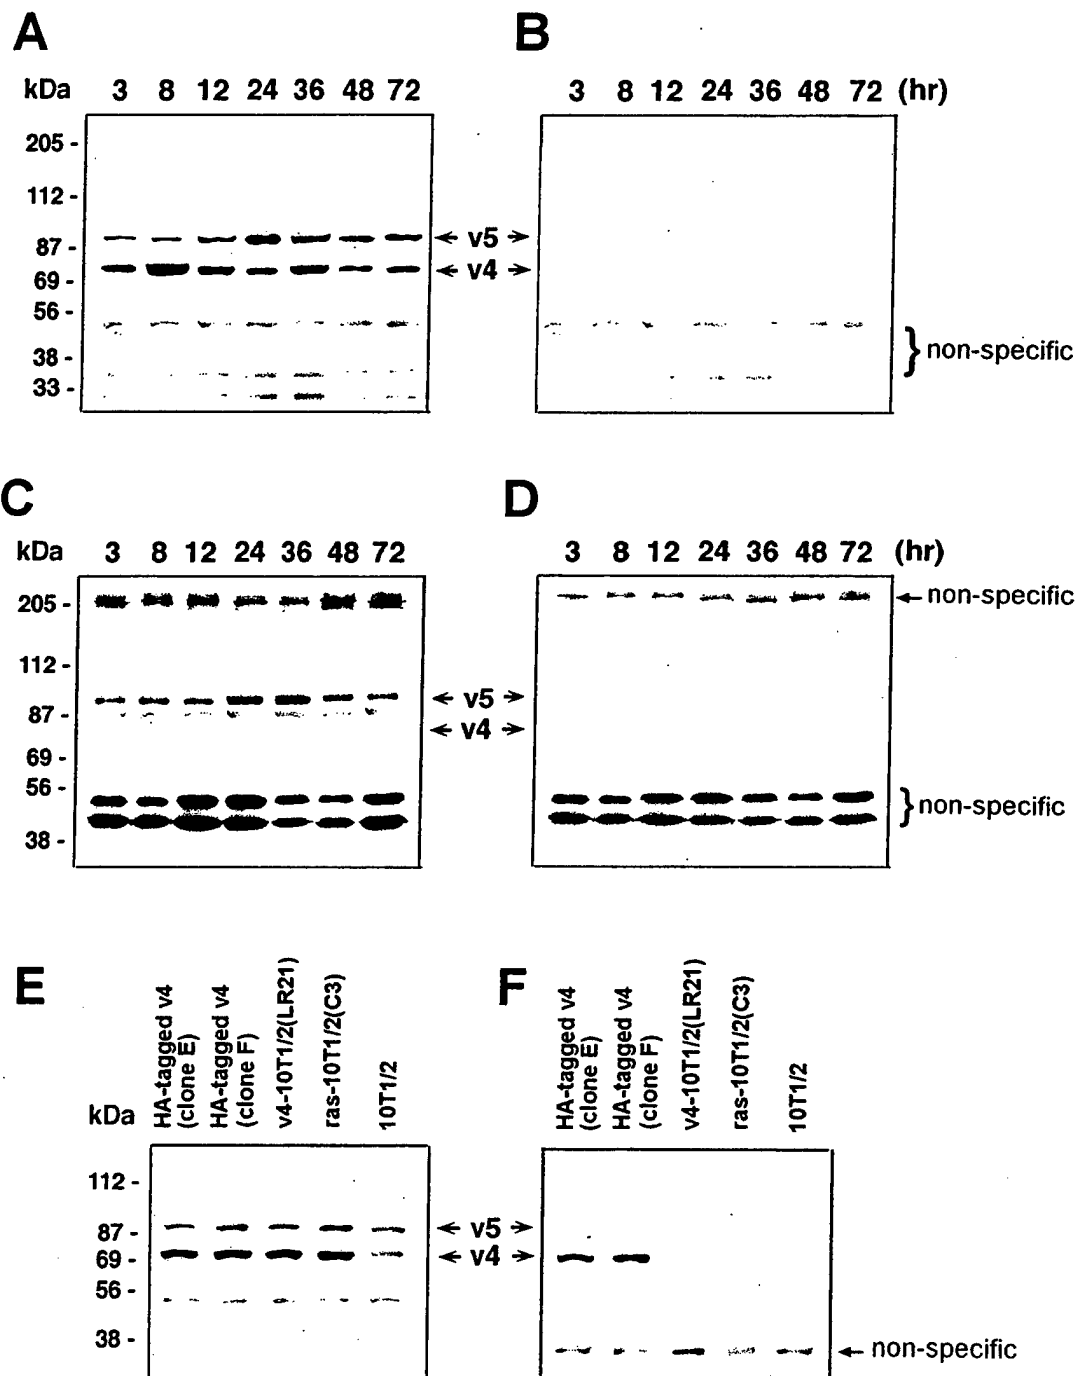 A
B
kDa 3 8 12 24 36 48 72
3 8 12 24 36 48 72 (hr)
205 -
112 -
87 -
69 -
56 -
38 -
33 -
← v5 →
← v4 →
} non-specific
C
D
kDa 3 8 12 24 36 48 72
3 8 12 24 36 48 72 (hr)
205 -
112 -
87 -
69 -
56 -
38 -
← v5 →
← v4 →
← non-specific
} non-specific
E
F
HA-tagged v4
(clone E)
HA-tagged v4
(clone F)
v4-10T1/2(LR21)
ras-10T1/2(C3)
10T1/2
HA-tagged v4
(clone E)
HA-tagged v4
(clone F)
v4-10T1/2(LR21)
ras-10T1/2(C3)
10T1/2
kDa
112 -
87 -
69 -
56 -
38 -
← v5 →
← v4 →
← non-specific